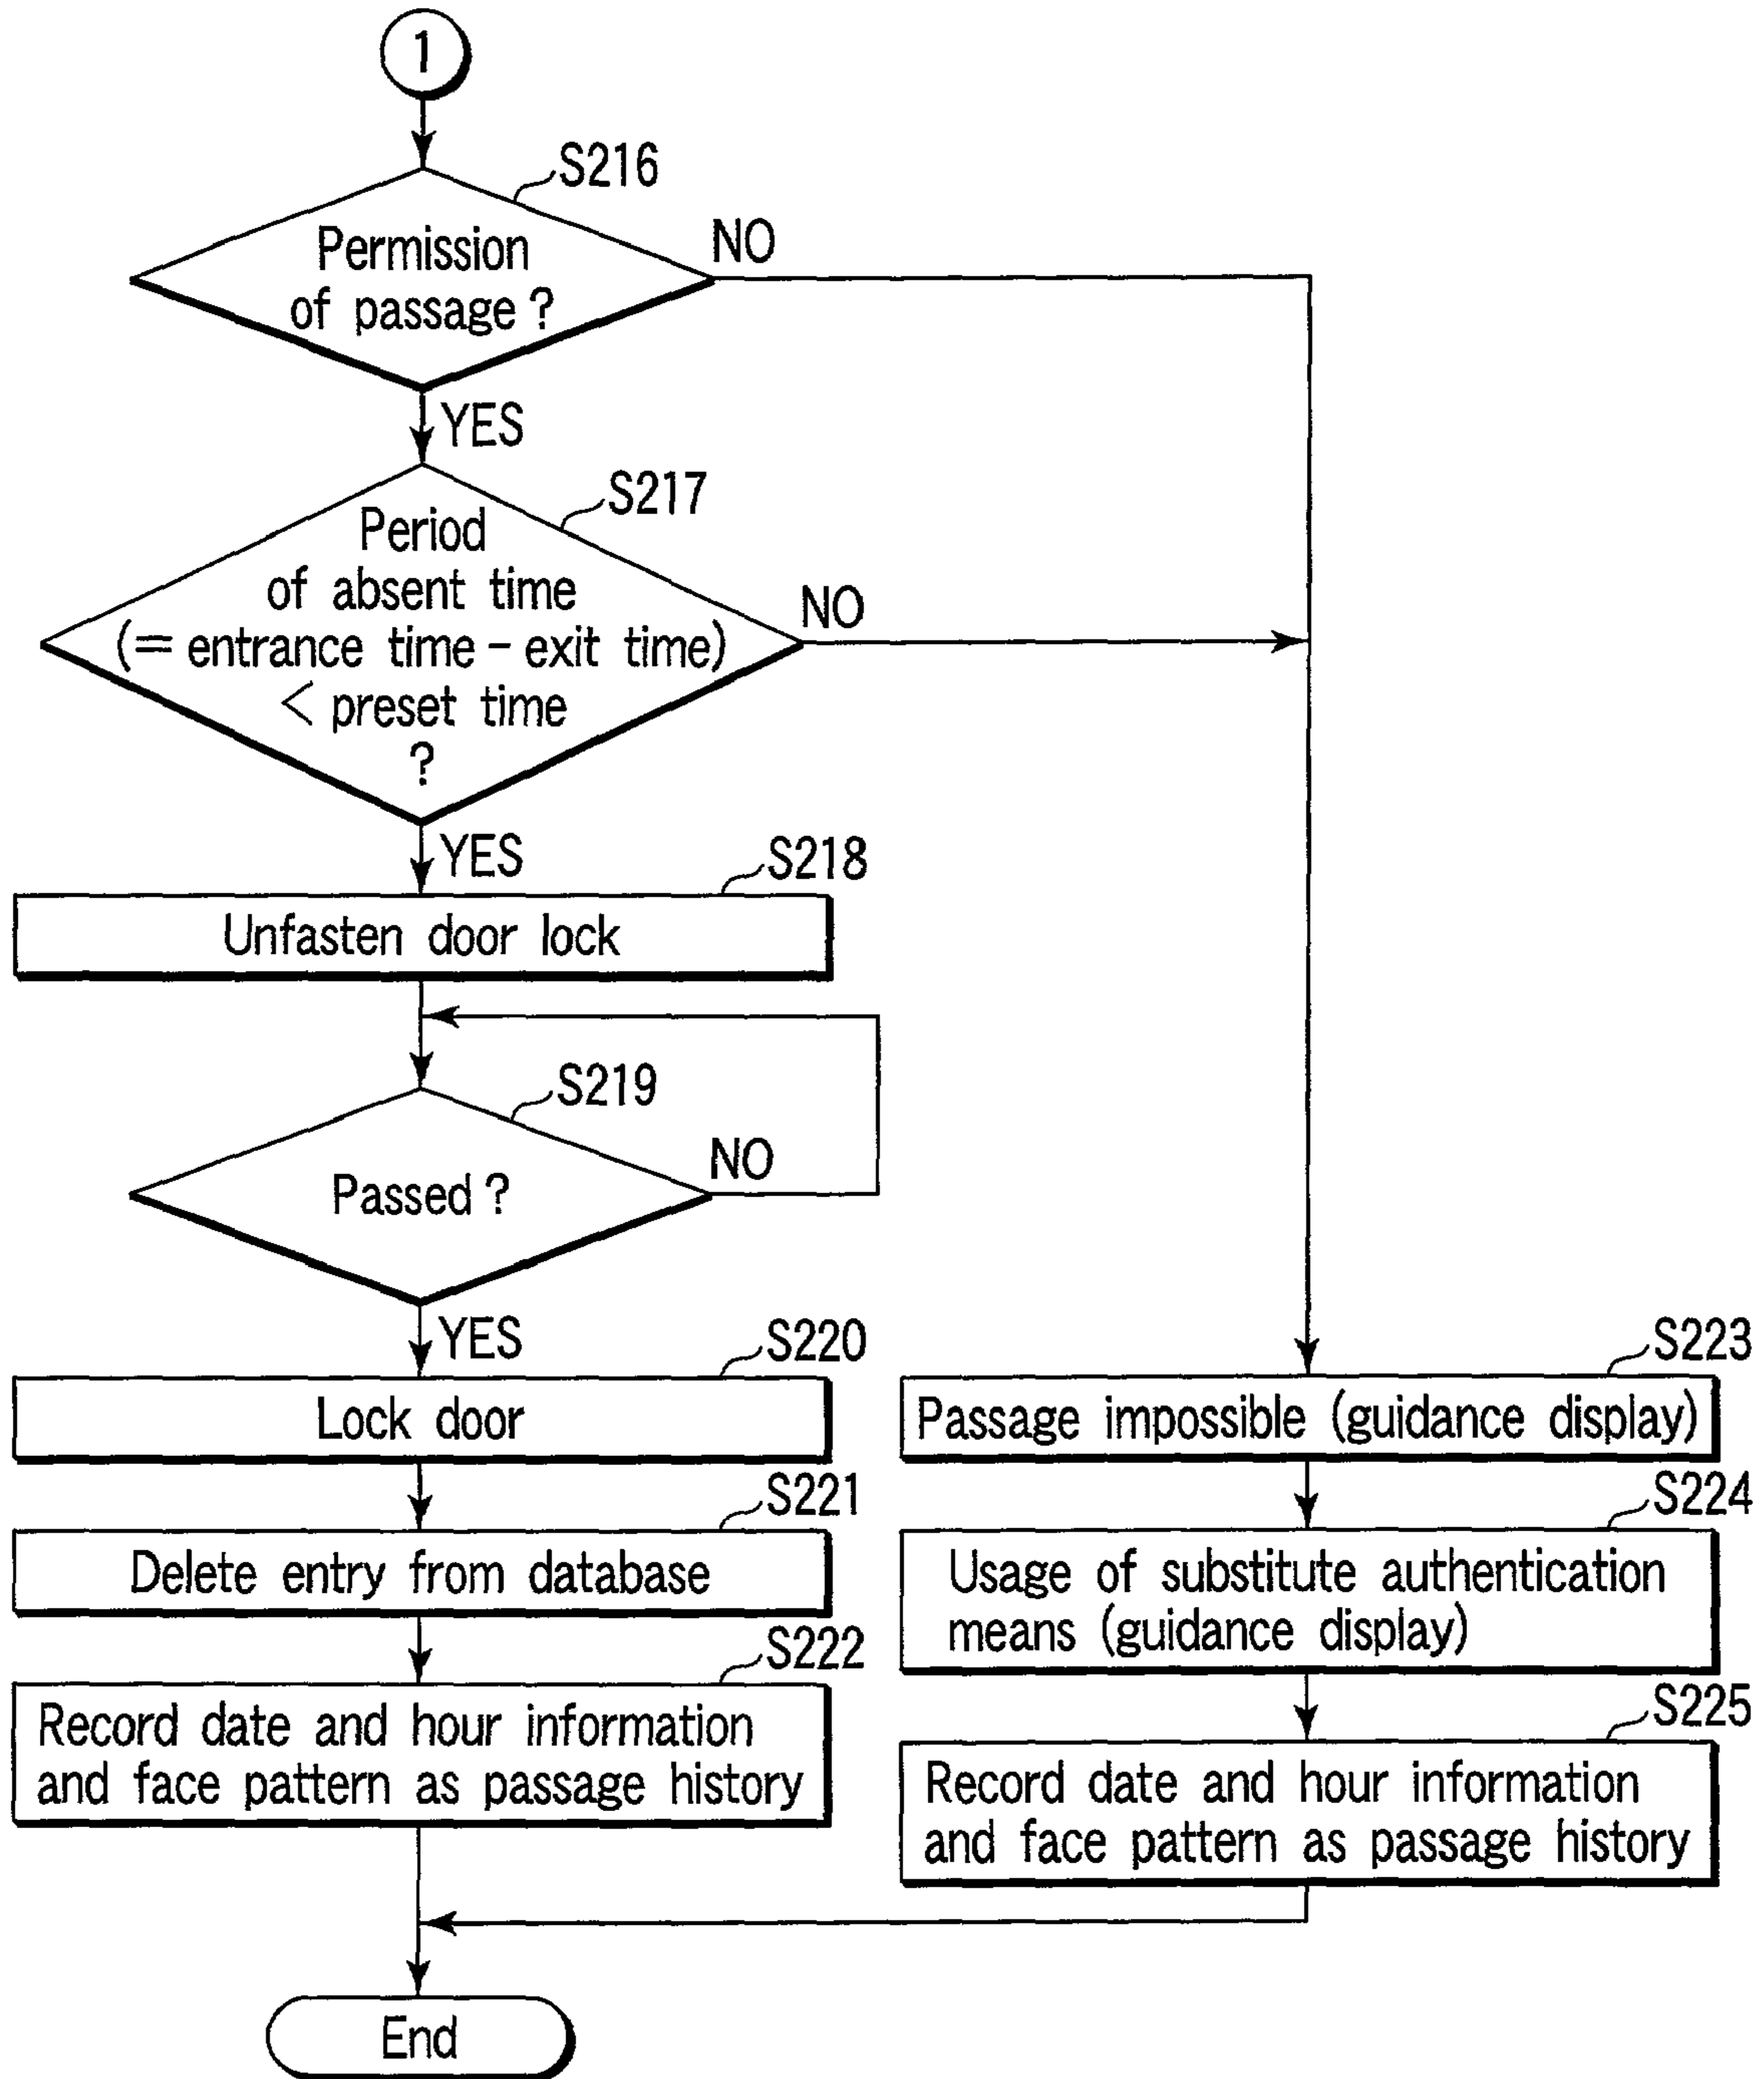 1
S216
Permission
of passage ?
NO
YES
S217
Period
of absent time
(= entrance time – exit time)
< preset time
?
NO
YES
S218
Unfasten door lock
S219
Passed ?
NO
YES
S220
Lock door
S221
Delete entry from database
S222
Record date and hour information
and face pattern as passage history
S223
Passage impossible (guidance display)
S224
Usage of substitute authentication
means (guidance display)
S225
Record date and hour information
and face pattern as passage history
End